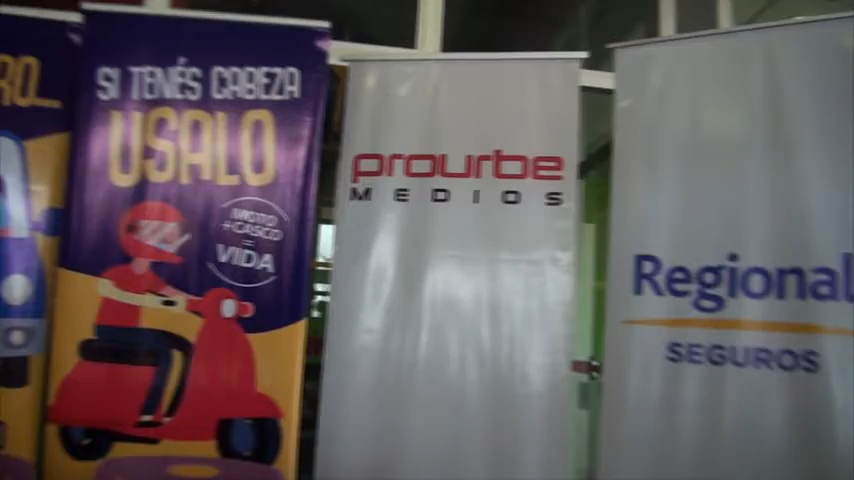 RO...
SI TENÉS CABEZA
USALO
MOTO
+CASCO
=
VIDA
prourbe
MEDIOS
Regional
SEGUROS